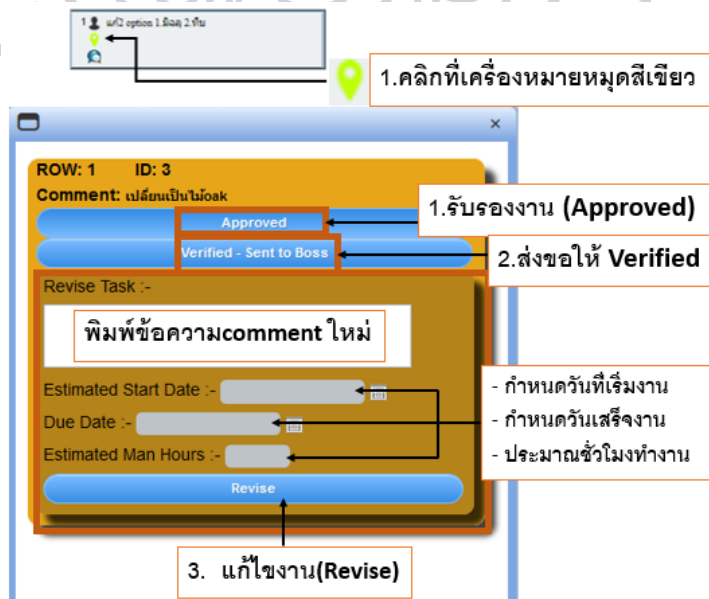 1 แก้2 option 1.มิลลุ 2.ทึบ
1.คลิกที่เครื่องหมายหมุดสีเขียว
×
ROW: 1 ID: 3
Comment: เปลี่ยนเป็นไม้oak
Approved
1.รับรองงาน (Approved)
Verified - Sent to Boss
2.ส่งขอให้ Verified
Revise Task :-
พิมพ์ข้อความcomment ใหม่
Estimated Start Date :-
- กำหนดวันที่เริ่มงาน
Due Date :-
- กำหนดวันเสร็จงาน
Estimated Man Hours :-
- ประมาณชั่วโมงทำงาน
Revise
3. แก้ไขงาน(Revise)